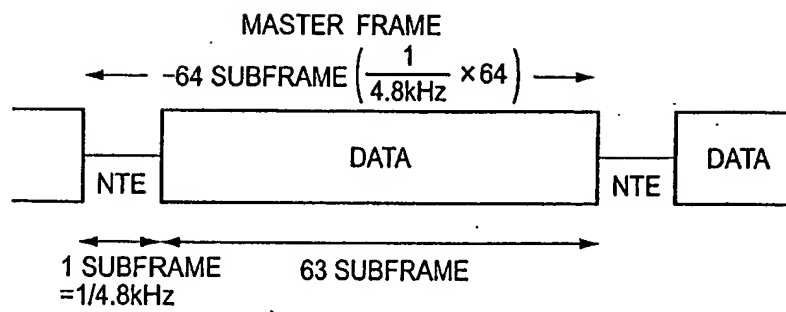 MASTER FRAME
-64 SUBFRAME (1/4.8kHz ×64)
DATA
NTE
NTE
DATA
1 SUBFRAME
=1/4.8kHz
63 SUBFRAME